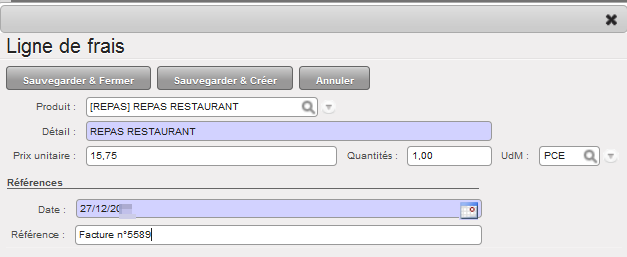 Ligne de frais
Sauvegarder & Fermer Sauvegarder & Créer Annuler
Produit : [REPAS] REPAS RESTAURANT
Détail : REPAS RESTAURANT
Prix unitaire : 15,75 Quantités : 1,00 UdM : PCE
Références
Date : 27/12/20
Référence : Facture n°5589